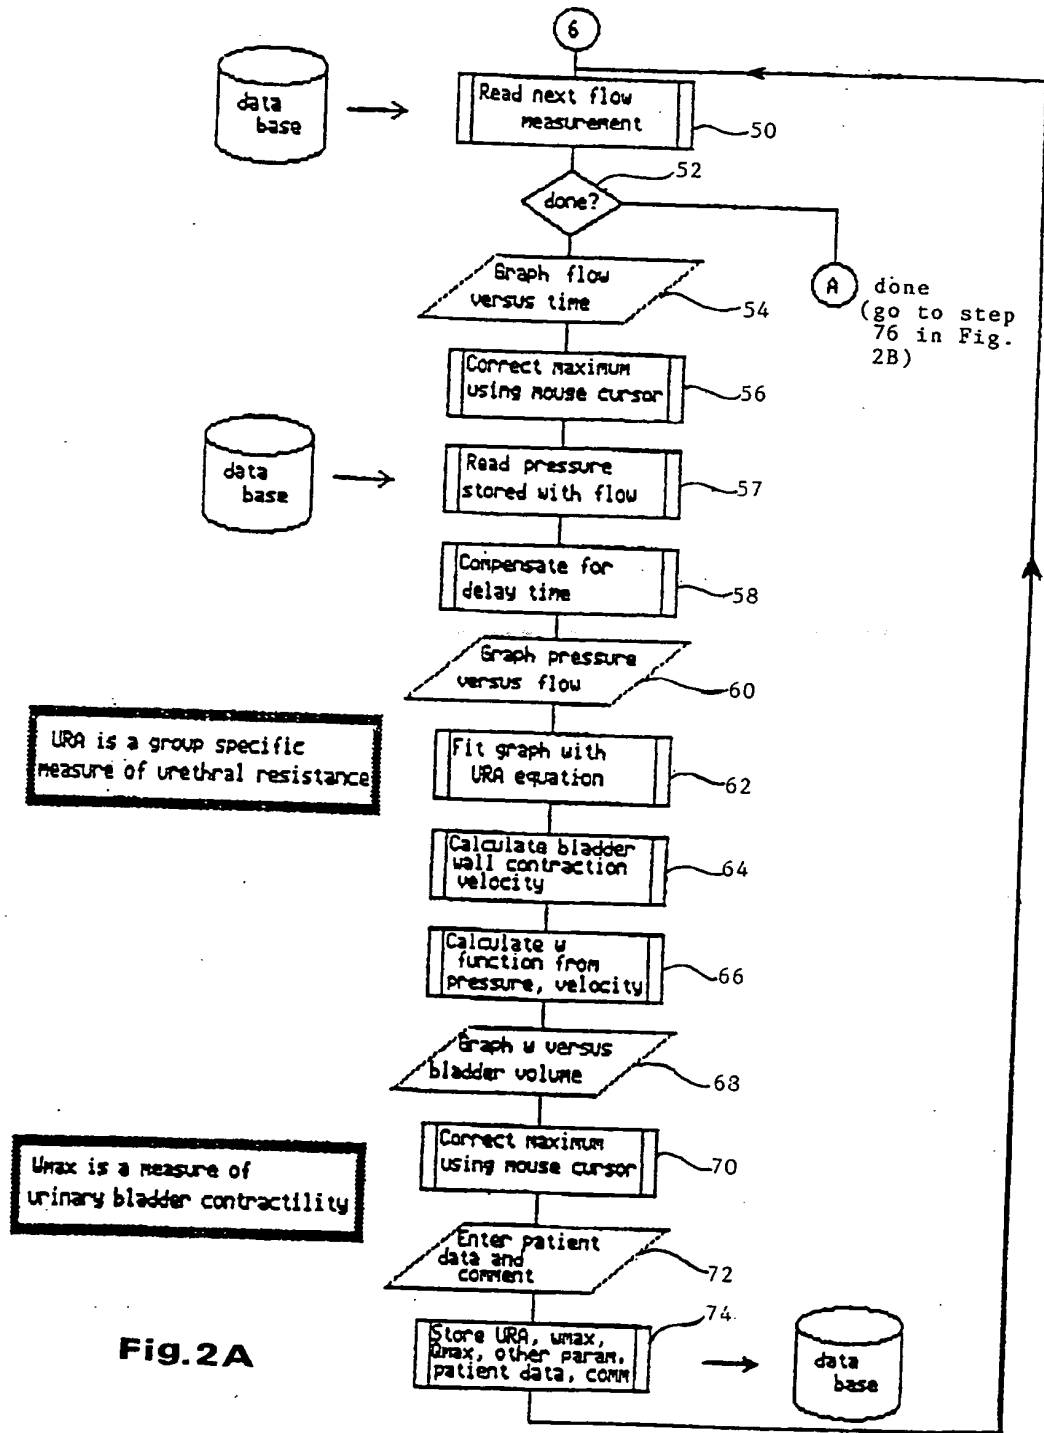 6
data
base
Read next flow
measurement
50
52
done?
A
done
(go to step
76 in Fig.
2B)
Graph flow
versus time
54
Correct maximum
using mouse cursor
56
data
base
Read pressure
stored with flow
57
Compensate for
delay time
58
Graph pressure
versus flow
60
URA is a group specific
measure of urethral resistance
Fit graph with
URA equation
62
Calculate bladder
wall contraction
velocity
64
Calculate w
function from
pressure, velocity
66
Graph w versus
bladder volume
68
Wmax is a measure of
urinary bladder contractility
Correct maximum
using mouse cursor
70
Enter patient
data and
comment
72
74
Store URA, wmax,
Qmax, other param,
patient data, comm
data
base
Fig.2A